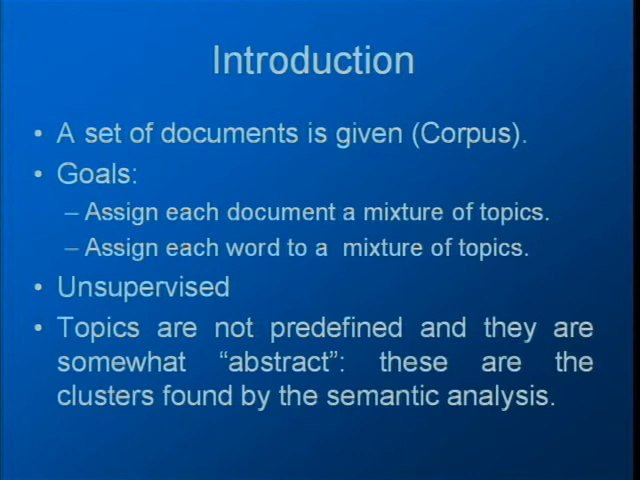 Introduction
• A set of documents is given (Corpus).
• Goals:
– Assign each document a mixture of topics.
– Assign each word to a mixture of topics.
• Unsupervised
• Topics are not predefined and they are
somewhat “abstract”: these are the
clusters found by the semantic analysis.